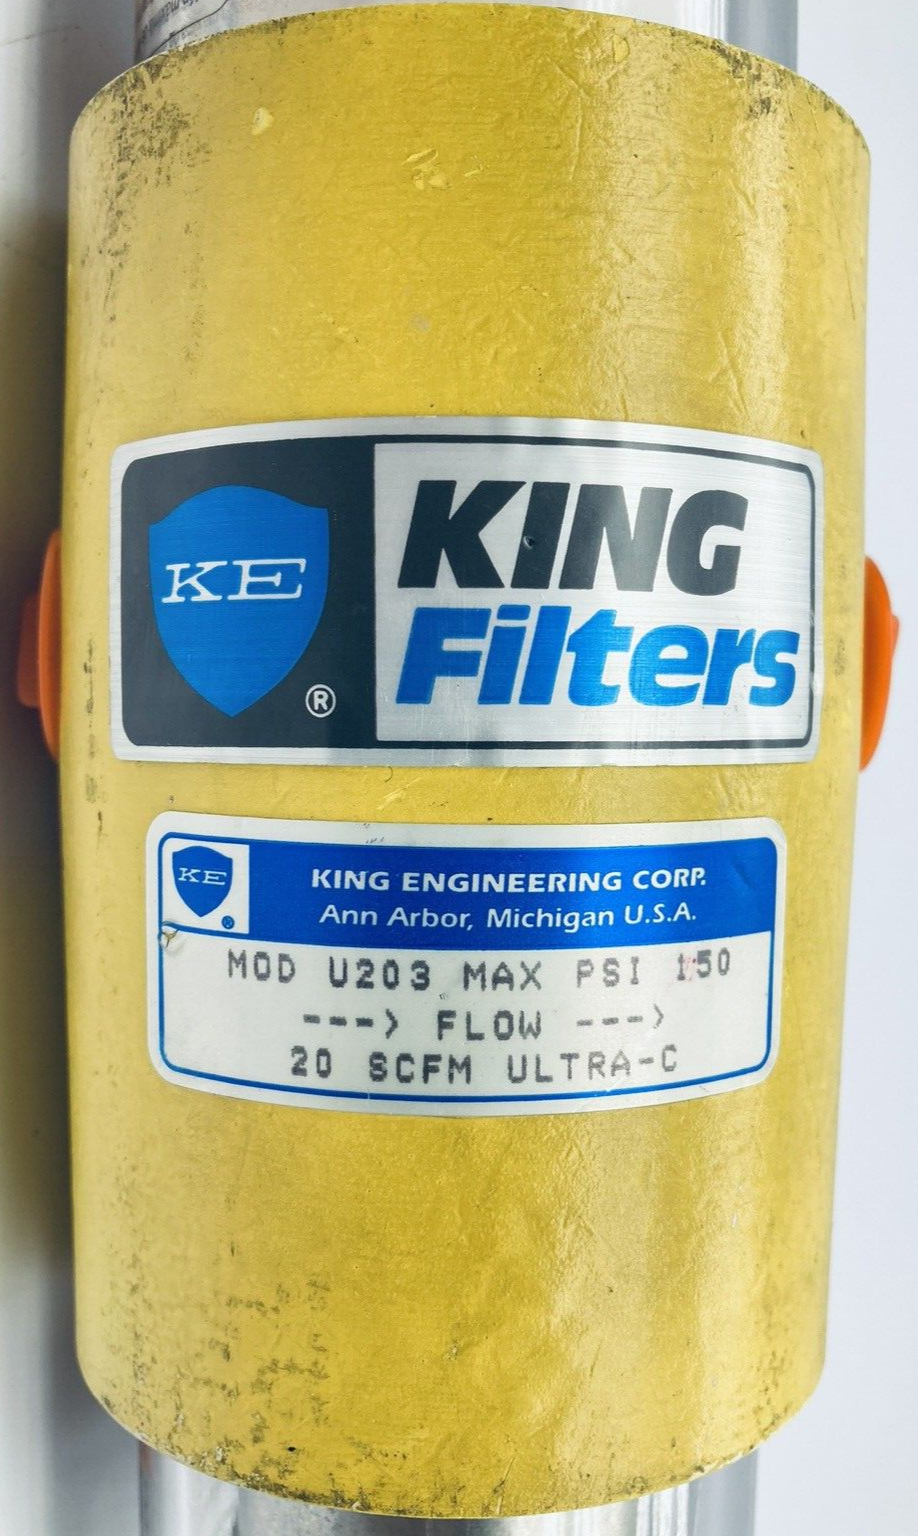 KE
®
KING
Filters
KE
®
KING ENGINEERING CORP.
Ann Arbor, Michigan U.S.A.
MOD U203 MAX PSI 150
---> FLOW --->
20 SCFM ULTRA-C